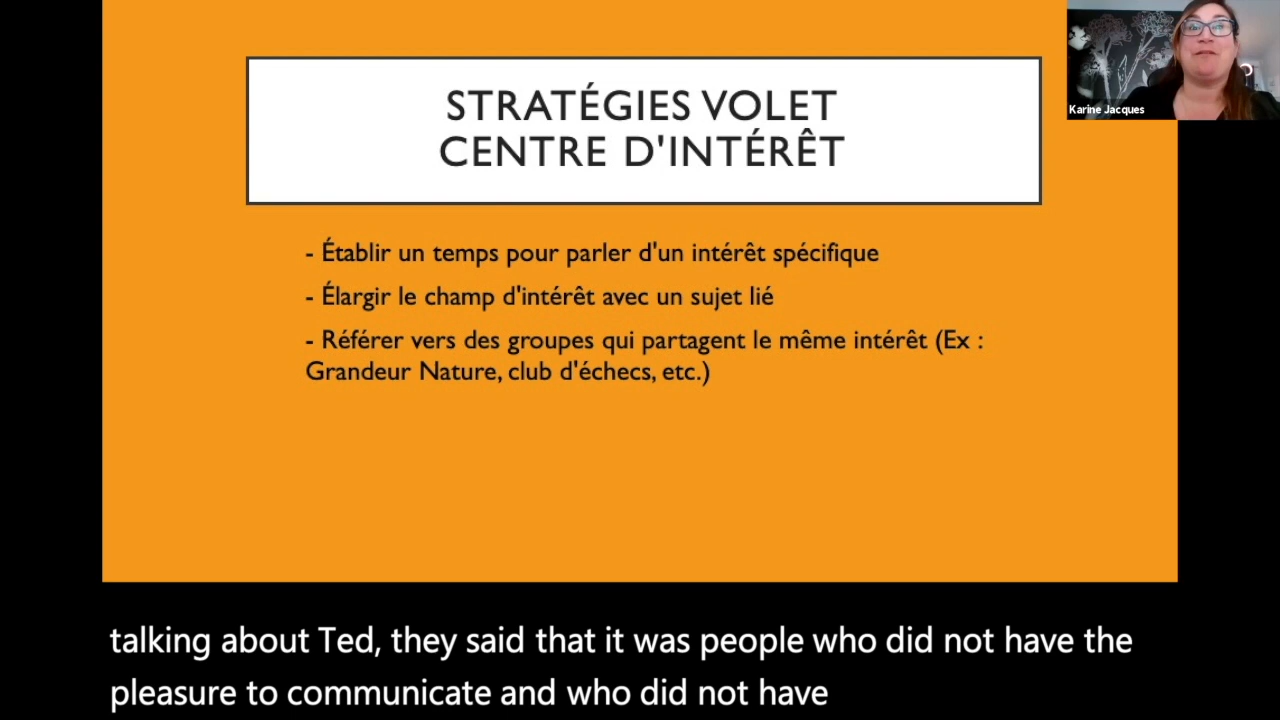 STRATÉGIES VOLET
CENTRE D'INTÉRÊT
Karine Jacques
- Établir un temps pour parler d'un intérêt spécifique
- Élargir le champ d'intérêt avec un sujet lié
- Référer vers des groupes qui partagent le même intérêt (Ex :
Grandeur Nature, club d'échecs, etc.)
talking about Ted, they said that it was people who did not have the
pleasure to communicate and who did not have